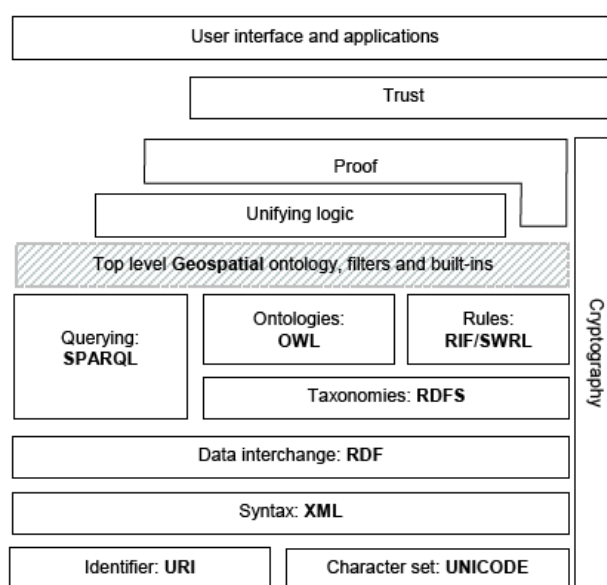 User interface and applications
Trust
Proof
Unifying logic
Top level Geospatial ontology, filters and built-ins
Querying:
SPARQL
Ontologies:
OWL
Rules:
RIF/SWRL
Taxonomies: RDFS
Data interchange: RDF
Syntax: XML
Identifier: URI
Character set: UNICODE
Cryptography